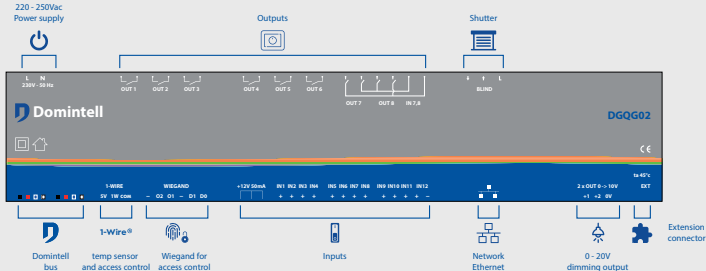 220 - 250Vac
Power supply
Outputs
Shutter
L N
230V - 50 Hz
OUT 1 OUT 2 OUT 3 OUT 4 OUT 5 OUT 6
OUT 7 OUT 8 IN 7,8
L
BLIND
Domintell
DGQG02
CE
ta 45°c
1-WIRE WIEGAND +12V 50mA IN1 IN2 IN3 IN4 IN5 IN6 IN7 IN8 IN9 IN10 IN11 IN12 2 x OUT 0 -> 10V EXT
5V 1W COM – O2 O1 – D1 D0 + + + + + + + + + + + – +1 +2 0V
1-Wire®
Domintell
bus
temp sensor
and access control
Wiegand for
access control
Inputs
Network
Ethernet
0 - 20V
dimming output
Extension
connector